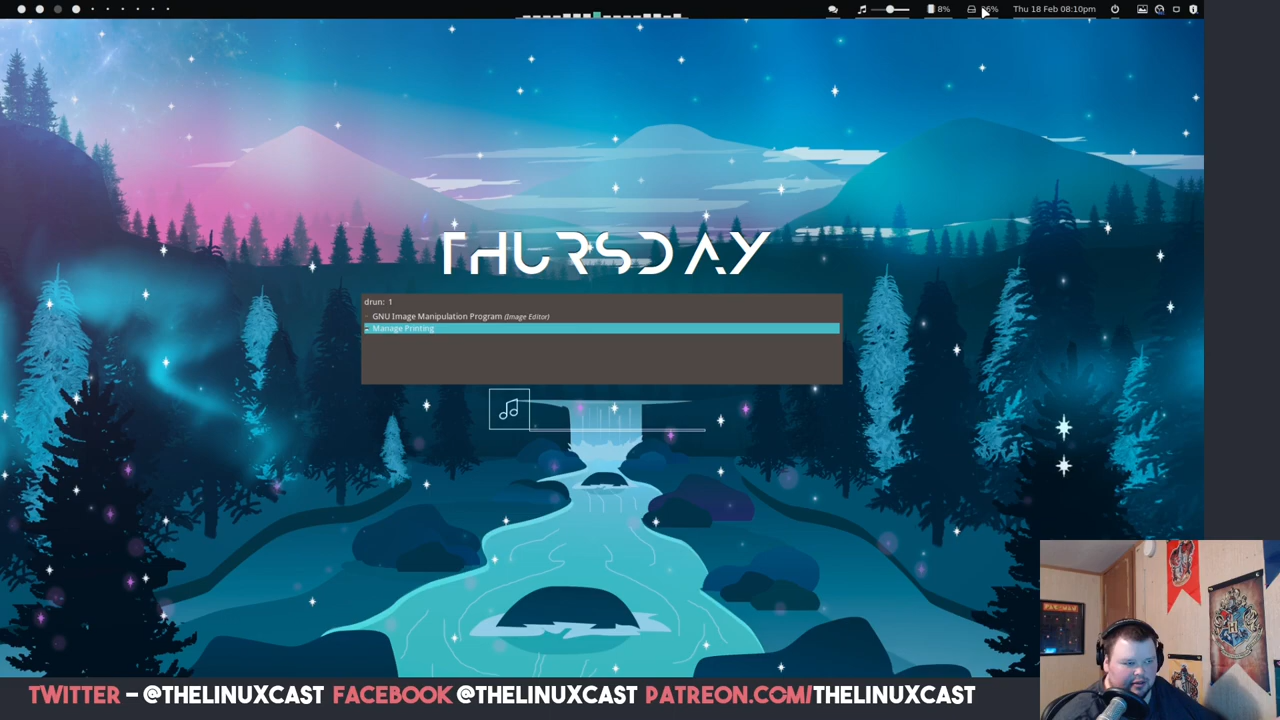 8%
Thu 18 Feb 08:10pm
THURSDAY
drun: 1
GNU Image Manipulation Program (Image Editor)
Manage Printing
TWITTER - @THELINUXCAST FACEBOOK @THELINUXCAST PATREON.COM/THELINUXCAST